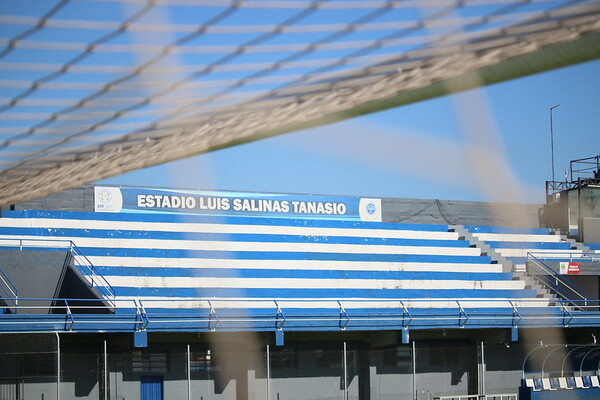 ESTADIO LUIS SALINAS TANASIO